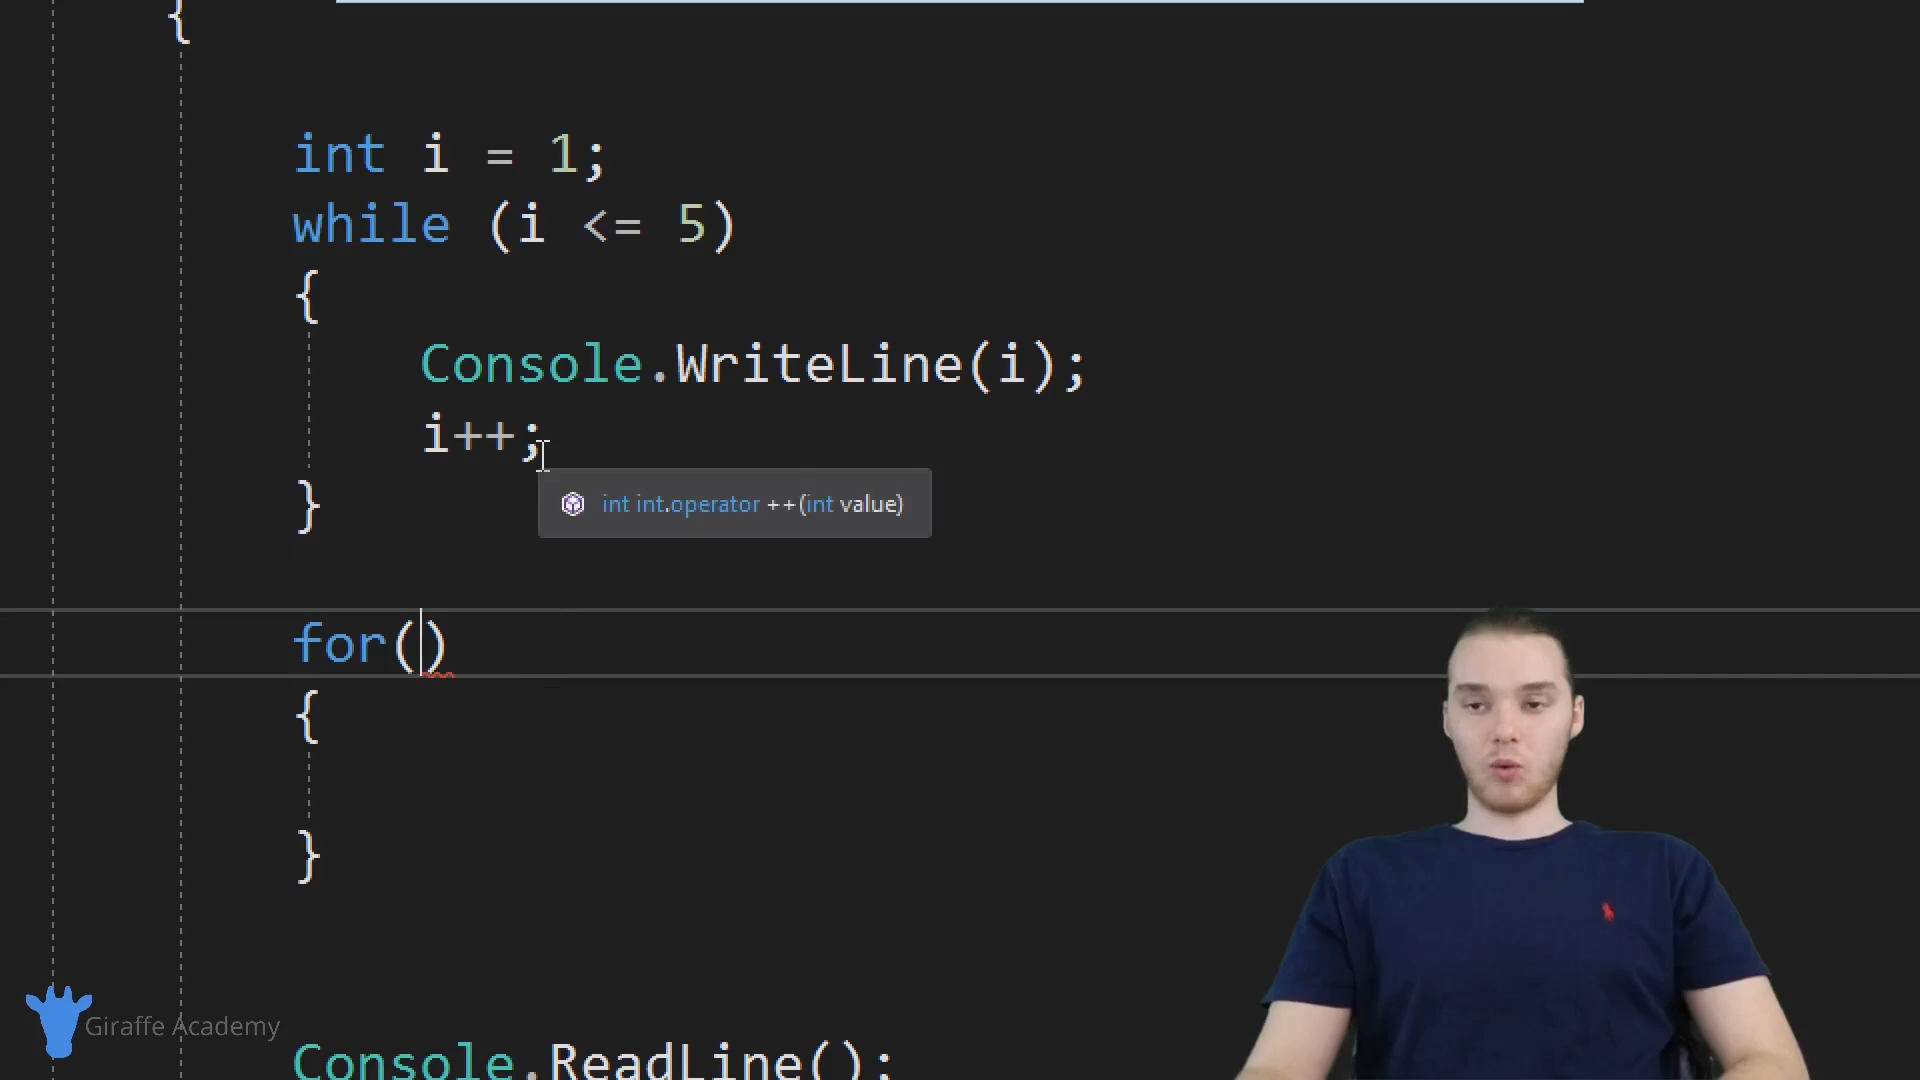 {
int i = 1;
while (i <= 5)
{
Console.WriteLine(i);
i++;
int int.operator ++(int value)
}
for()
{
}
Giraffe Academy
Console.ReadLine();